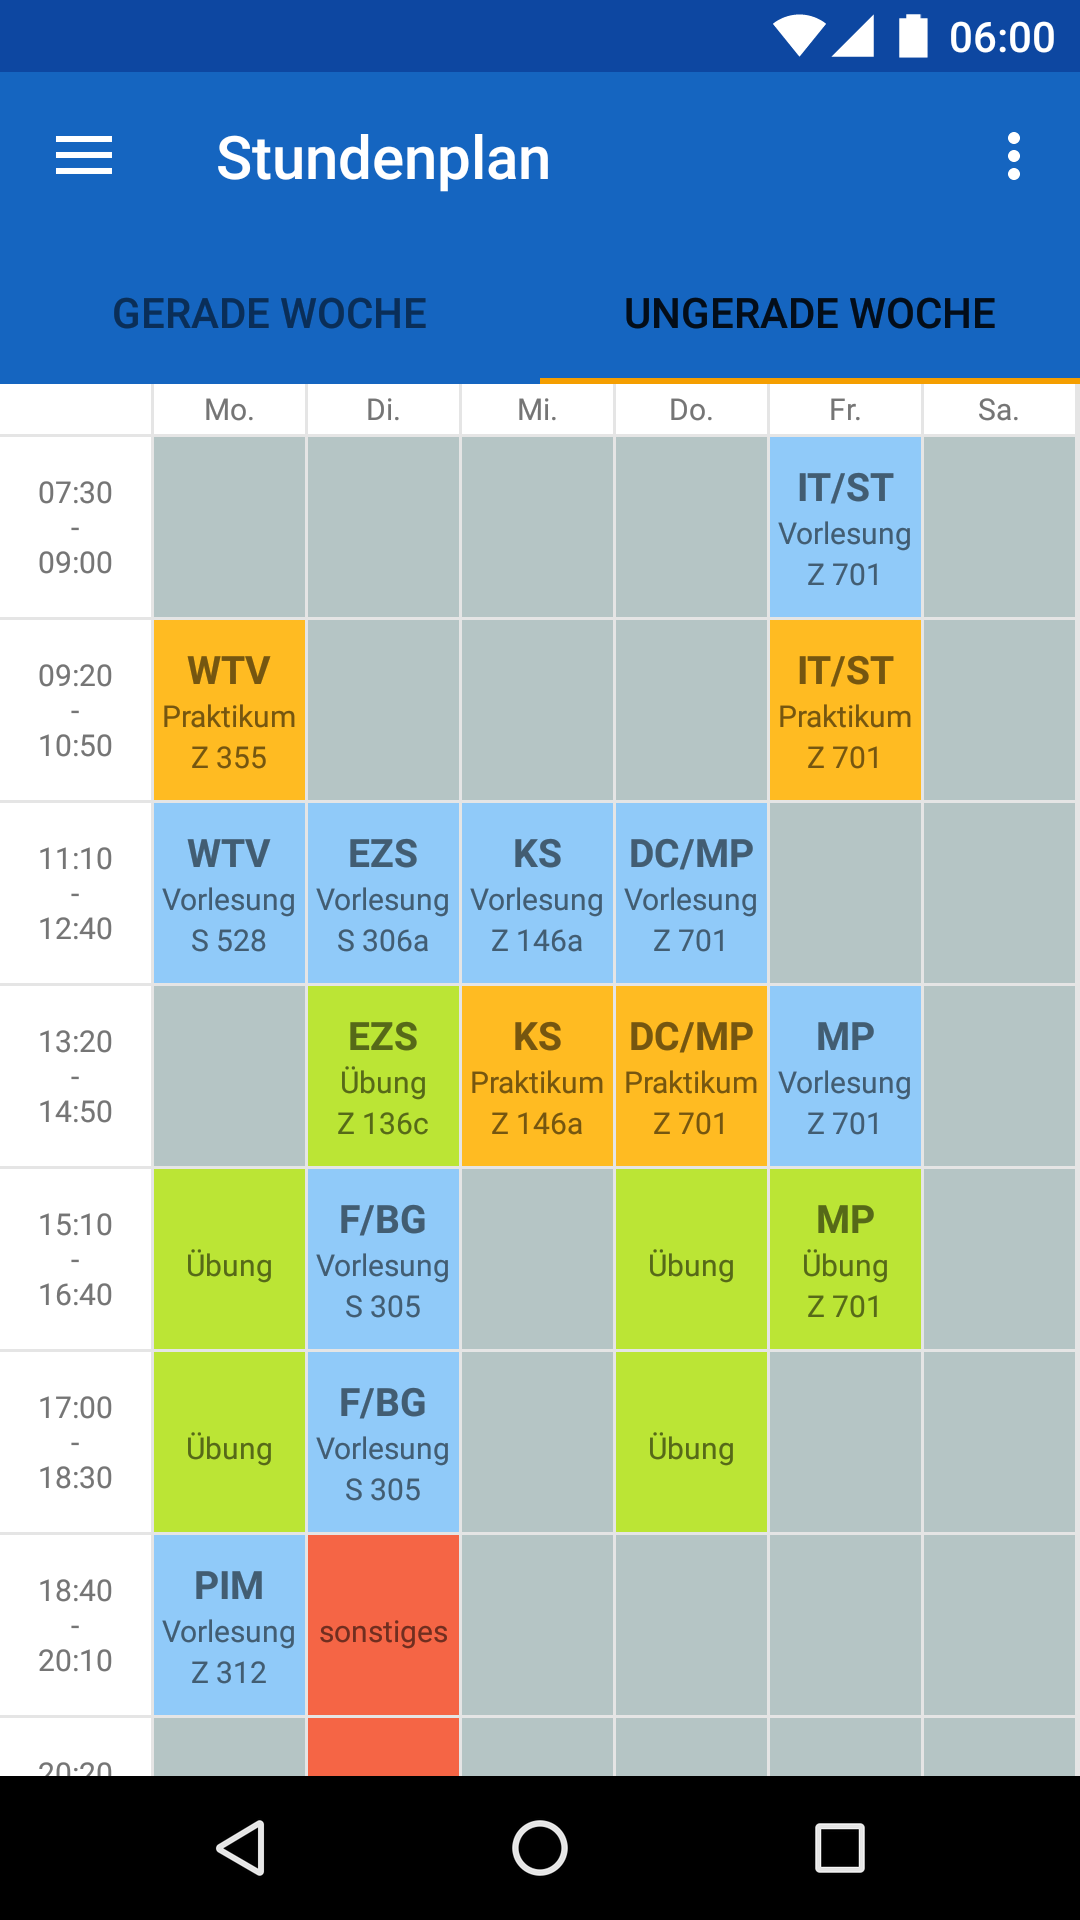 06:00
Stundenplan
GERADE WOCHE UNGERADE WOCHE
Mo. Di. Mi. Do. Fr. Sa.
07:30
-
09:00
IT/ST
Vorlesung
Z 701
09:20
-
10:50
WTV
Praktikum
Z 355
IT/ST
Praktikum
Z 701
11:10
-
12:40
WTV
Vorlesung
S 528
EZS
Vorlesung
S 306a
KS
Vorlesung
Z 146a
DC/MP
Vorlesung
Z 701
13:20
-
14:50
EZS
Übung
Z 136c
KS
Praktikum
Z 146a
DC/MP
Praktikum
Z 701
MP
Vorlesung
Z 701
15:10
-
16:40
Übung
F/BG
Vorlesung
S 305
Übung
MP
Übung
Z 701
17:00
-
18:30
Übung
F/BG
Vorlesung
S 305
Übung
18:40
-
20:10
PIM
Vorlesung
Z 312
sonstiges
20:20